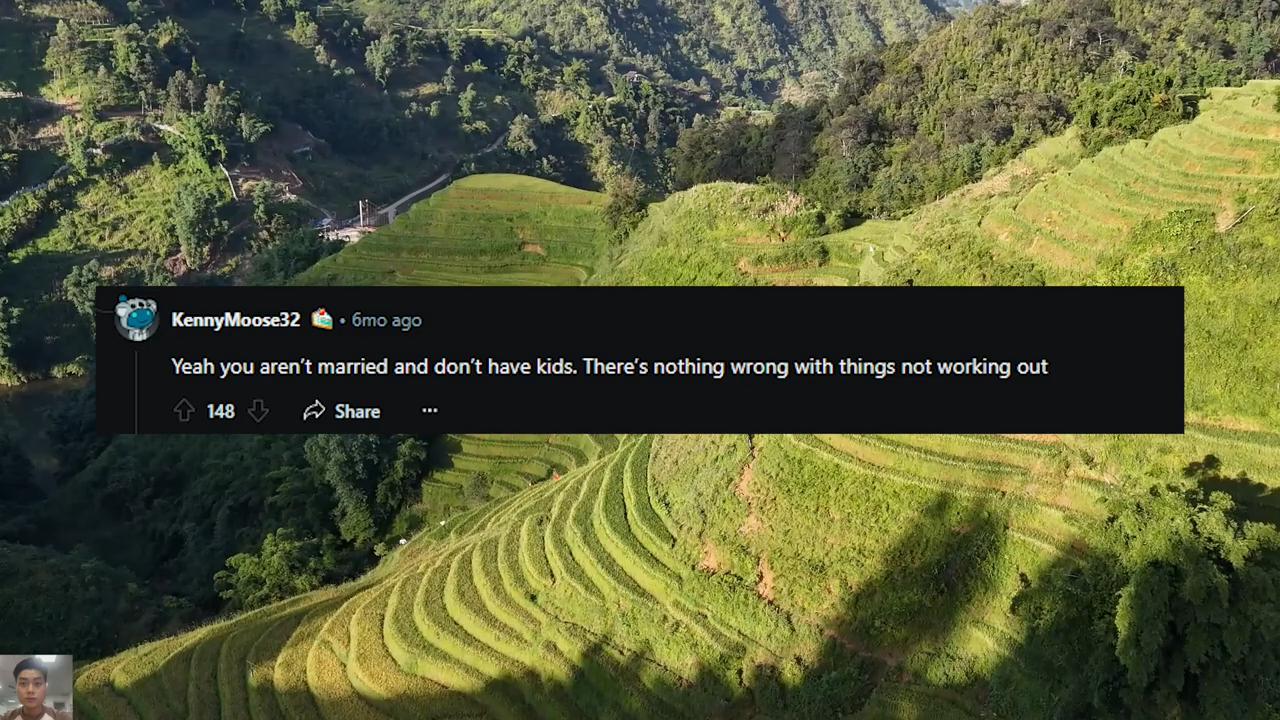 KennyMoose32 • 6mo ago
Yeah you aren’t married and don’t have kids. There’s nothing wrong with things not working out
148 Share ···